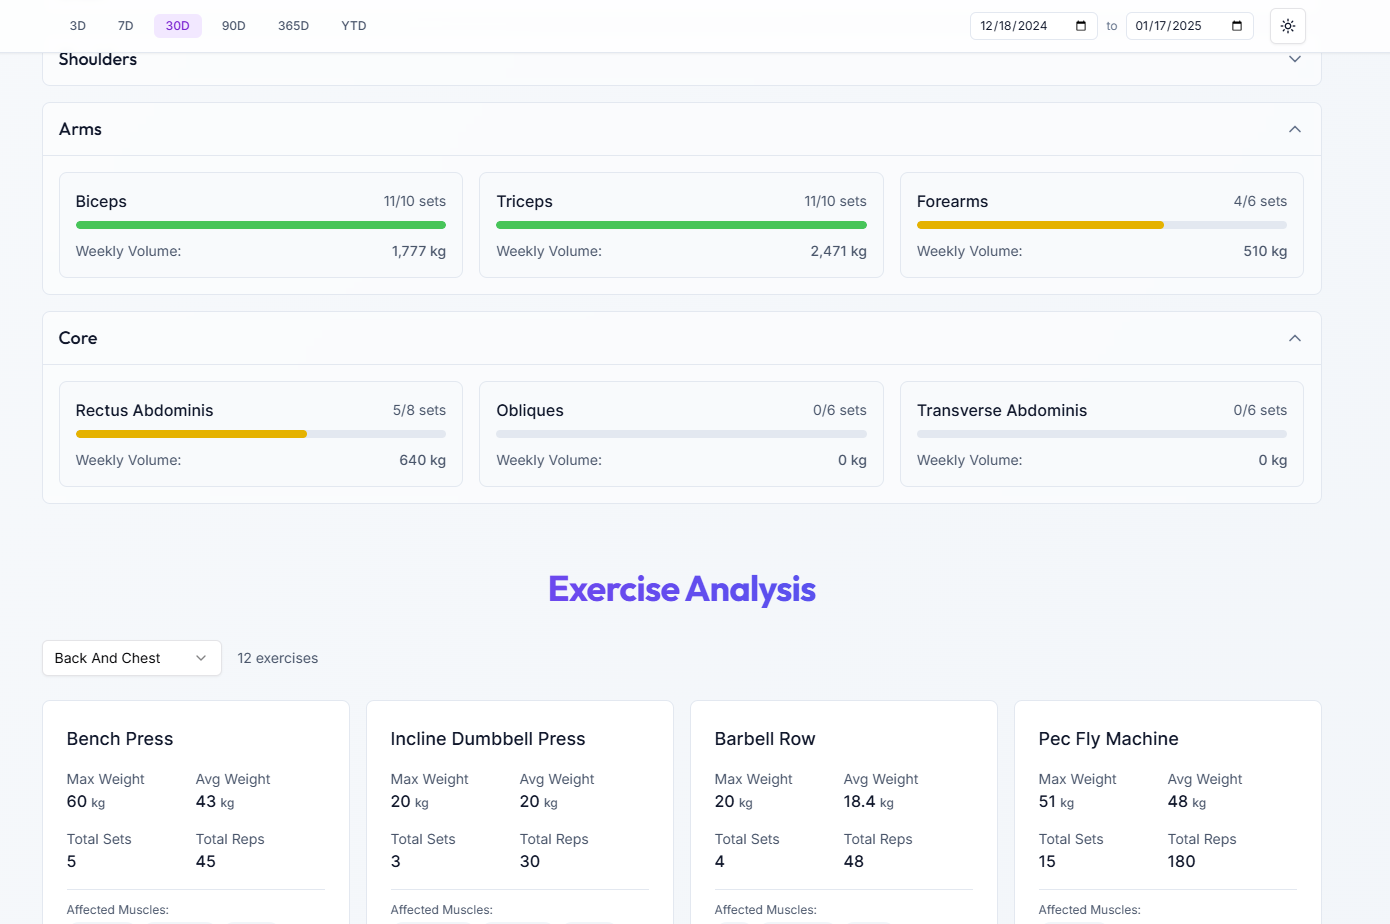 3D 7D 30D 90D 365D YTD 12/18/2024 to 01/17/2025
Shoulders
Arms
Biceps 11/10 sets
Weekly Volume: 1,777 kg
Triceps 11/10 sets
Weekly Volume: 2,471 kg
Forearms 4/6 sets
Weekly Volume: 510 kg
Core
Rectus Abdominis 5/8 sets
Weekly Volume: 640 kg
Obliques 0/6 sets
Weekly Volume: 0 kg
Transverse Abdominis 0/6 sets
Weekly Volume: 0 kg
Exercise Analysis
Back And Chest 12 exercises
Bench Press
Max Weight Avg Weight
60 kg 43 kg
Total Sets Total Reps
5 45
Affected Muscles:
Incline Dumbbell Press
Max Weight Avg Weight
20 kg 20 kg
Total Sets Total Reps
3 30
Affected Muscles:
Barbell Row
Max Weight Avg Weight
20 kg 18.4 kg
Total Sets Total Reps
4 48
Affected Muscles:
Pec Fly Machine
Max Weight Avg Weight
51 kg 48 kg
Total Sets Total Reps
15 180
Affected Muscles: